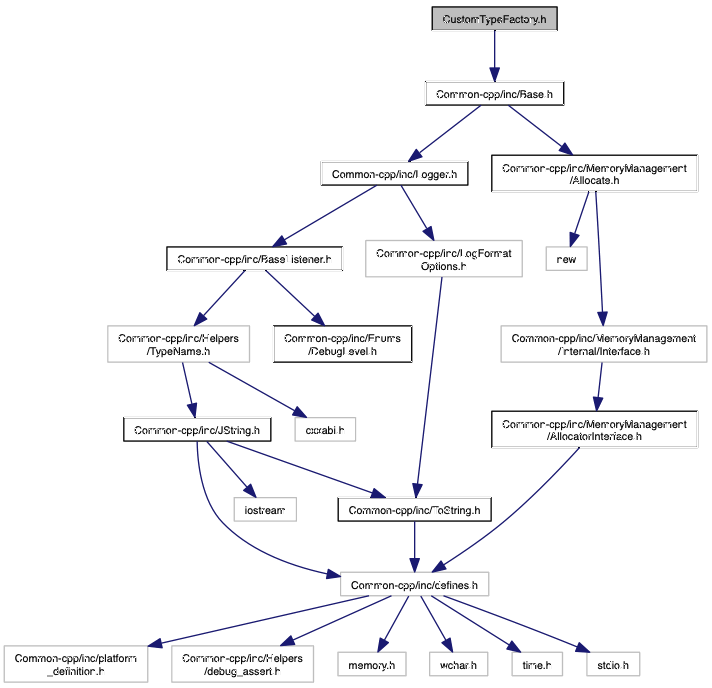 CustomTypeFactory.h
Common-cpp/inc/Base.h
Common-cpp/inc/Logger.h
Common-cpp/inc/MemoryManagement
/Allocate.h
Common-cpp/inc/BaseListener.h
Common-cpp/inc/LogFormat
Options.h
new
Common-cpp/inc/Helpers
/TypeName.h
Common-cpp/inc/Enums
/DebugLevel.h
Common-cpp/inc/MemoryManagement
/Internal/Interface.h
Common-cpp/inc/JString.h
cxxabi.h
Common-cpp/inc/MemoryManagement
/AllocatorInterface.h
iostream
Common-cpp/inc/ToString.h
Common-cpp/inc/defines.h
Common-cpp/inc/platform
_definition.h
Common-cpp/inc/Helpers
/debug_assert.h
memory.h
wchar.h
time.h
stdio.h